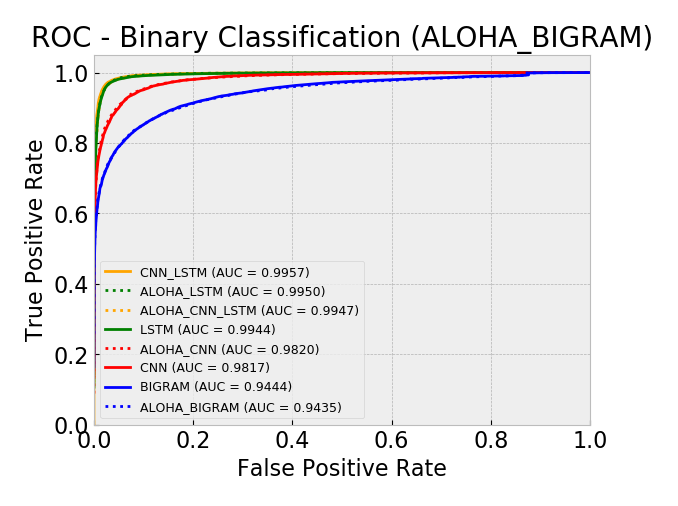 ROC - Binary Classification (ALOHA_BIGRAM)
True Positive Rate
1.0
0.8
0.6
0.4
0.2
0.0
CNN_LSTM (AUC = 0.9957)
ALOHA_LSTM (AUC = 0.9950)
ALOHA_CNN_LSTM (AUC = 0.9947)
LSTM (AUC = 0.9944)
ALOHA_CNN (AUC = 0.9820)
CNN (AUC = 0.9817)
BIGRAM (AUC = 0.9444)
ALOHA_BIGRAM (AUC = 0.9435)
0.0 0.2 0.4 0.6 0.8 1.0
False Positive Rate